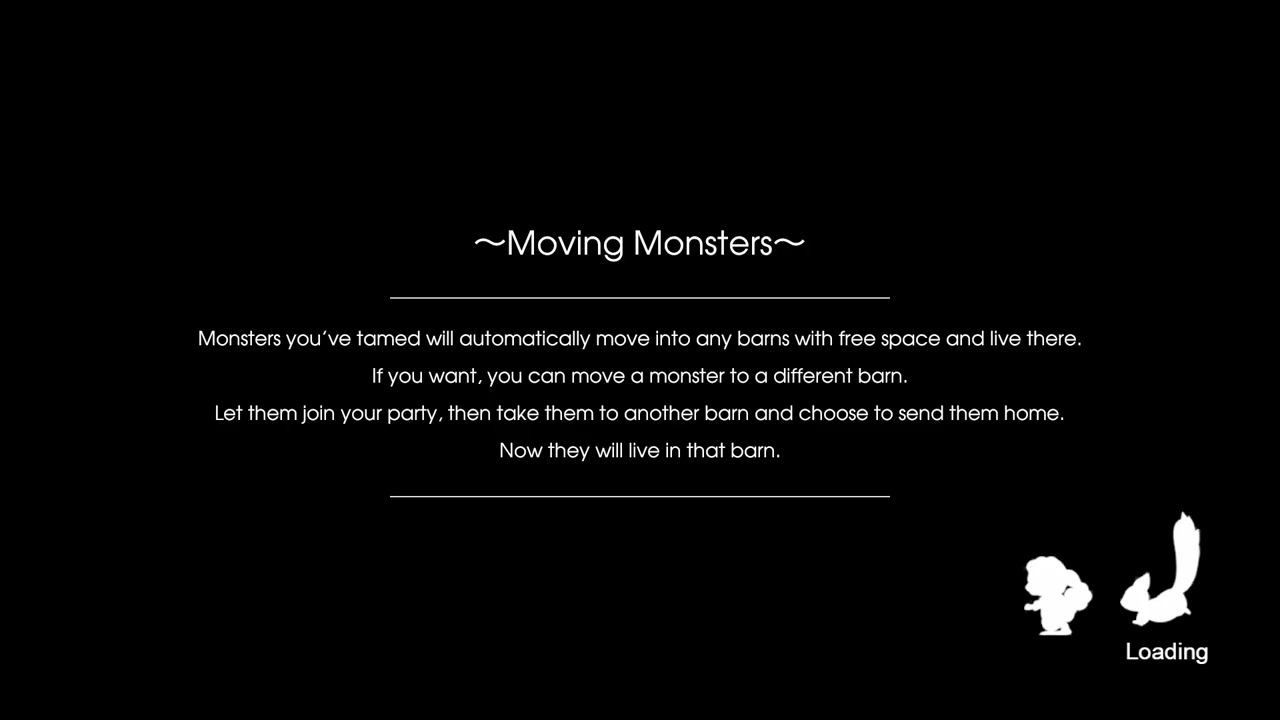 ～Moving Monsters～
Monsters you’ve tamed will automatically move into any barns with free space and live there.
If you want, you can move a monster to a different barn.
Let them join your party, then take them to another barn and choose to send them home.
Now they will live in that barn.
Loading